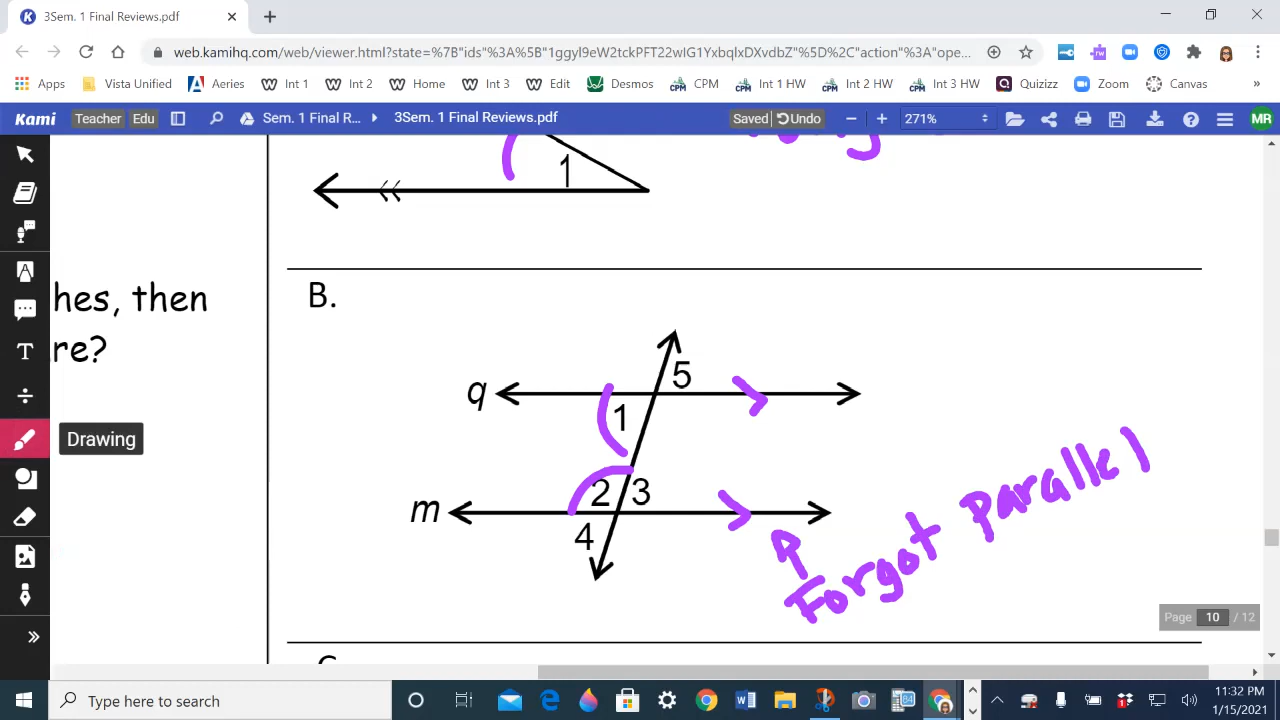 3Sem. 1 Final Reviews.pdf
web.kamihq.com/web/viewer.html?state=%7B"ids"%3A%5B"1ggyl9eW2tckPFT22wIG1YxIqlxDXvdbZ"%5D%2C"action"%3A"ope...
Apps Vista Unified Aeries Int 1 Int 2 Home Int 3 Edit Desmos CPM Int 1 HW Int 2 HW Int 3 HW Quizizz Zoom Canvas »
Kami Teacher Edu Sem. 1 Final R... 3Sem. 1 Final Reviews.pdf Saved Undo 271% MR
1
hes, then
re?
B.
5
q
1
2 3
m
4
Forgot Parallel
Drawing
Page 10 / 12
Type here to search
11:32 PM
1/15/2021